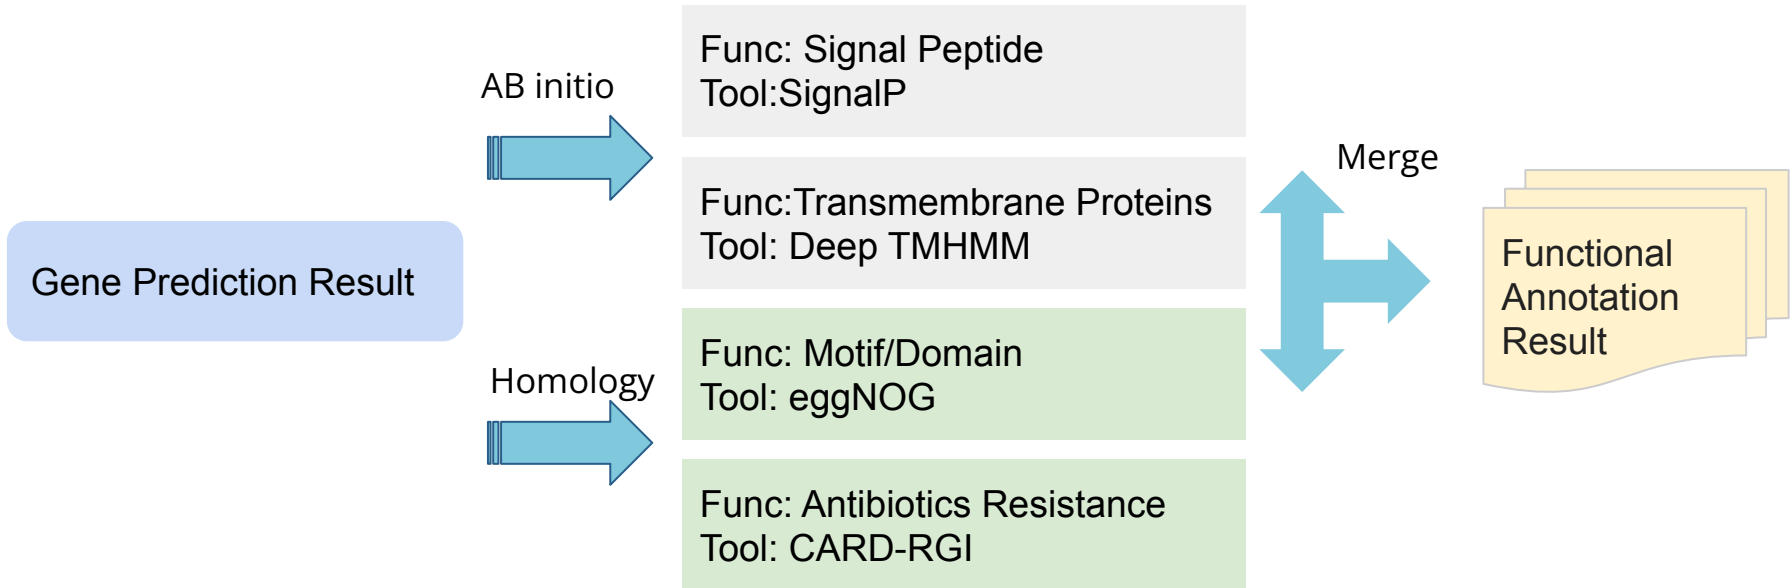 Gene Prediction Result
AB initio
Homology
Func: Signal Peptide
Tool:SignalP
Func:Transmembrane Proteins
Tool: Deep TMHMM
Func: Motif/Domain
Tool: eggNOG
Func: Antibiotics Resistance
Tool: CARD-RGI
Merge
Functional
Annotation
Result